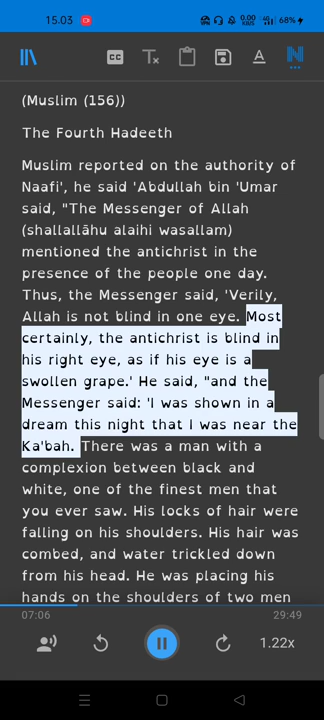 15.03
0.00
KB/S
4G
68%
CC
A
N
(Muslim (156))
The Fourth Hadeeth
Muslim reported on the authority of
Naafi', he said 'Abdullah bin 'Umar
said, "The Messenger of Allah
(shallallāhu alaihi wasallam)
mentioned the antichrist in the
presence of the people one day.
Thus, the Messenger said, 'Verily,
Allah is not blind in one eye. Most
certainly, the antichrist is blind in
his right eye, as if his eye is a
swollen grape.' He said, "and the
Messenger said: 'I was shown in a
dream this night that I was near the
Ka'bah. There was a man with a
complexion between black and
white, one of the finest men that
you ever saw. His locks of hair were
falling on his shoulders. His hair was
combed, and water trickled down
from his head. He was placing his
hands on the shoulders of two men
07:06
29:49
1.22x